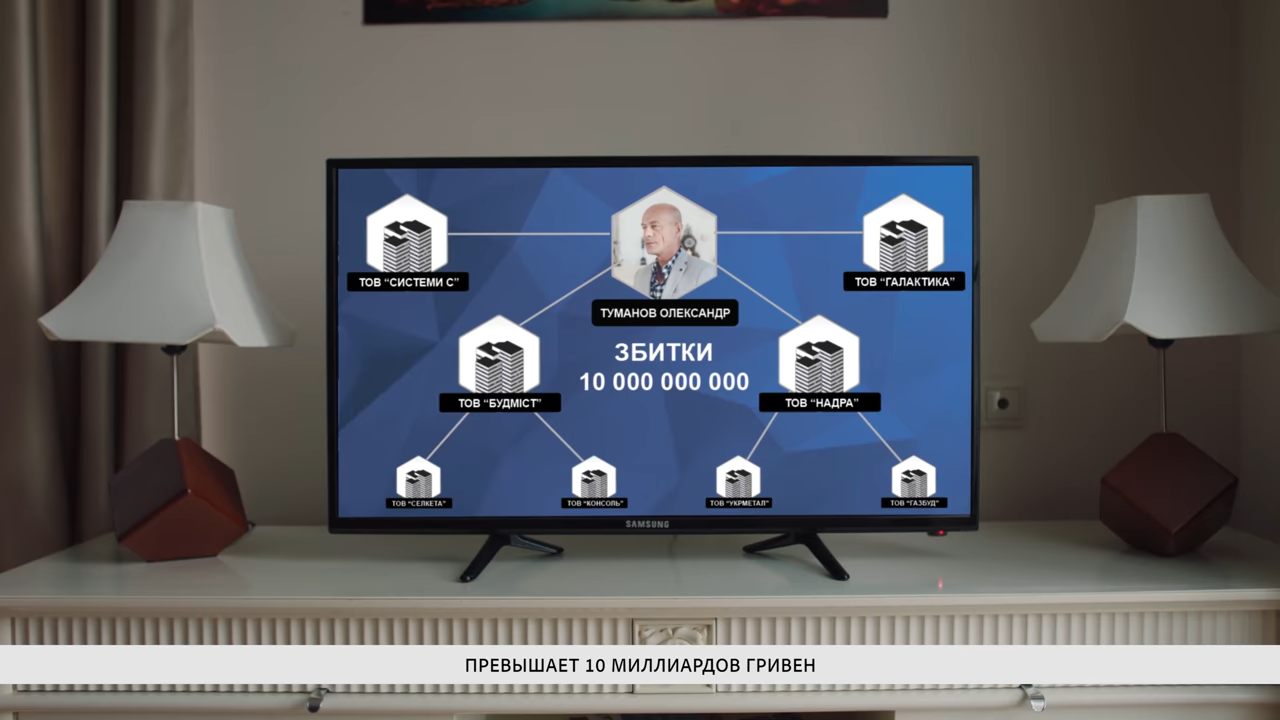 ТОВ “СИСТЕМИ С”
ТОВ “ГАЛАКТИКА”
ТУМАНОВ ОЛЕКСАНДР
ЗБИТКИ
10 000 000 000
ТОВ “БУДМІСТ”
ТОВ “НАДРА”
ТОВ “СЕЛКЕТА”
ТОВ “КОНСОЛЬ”
ТОВ “УКРМЕТАЛ”
ТОВ “ГАЗБУД”
SAMSUNG
ПРЕВЫШАЕТ 10 МИЛЛИАРДОВ ГРИВЕН